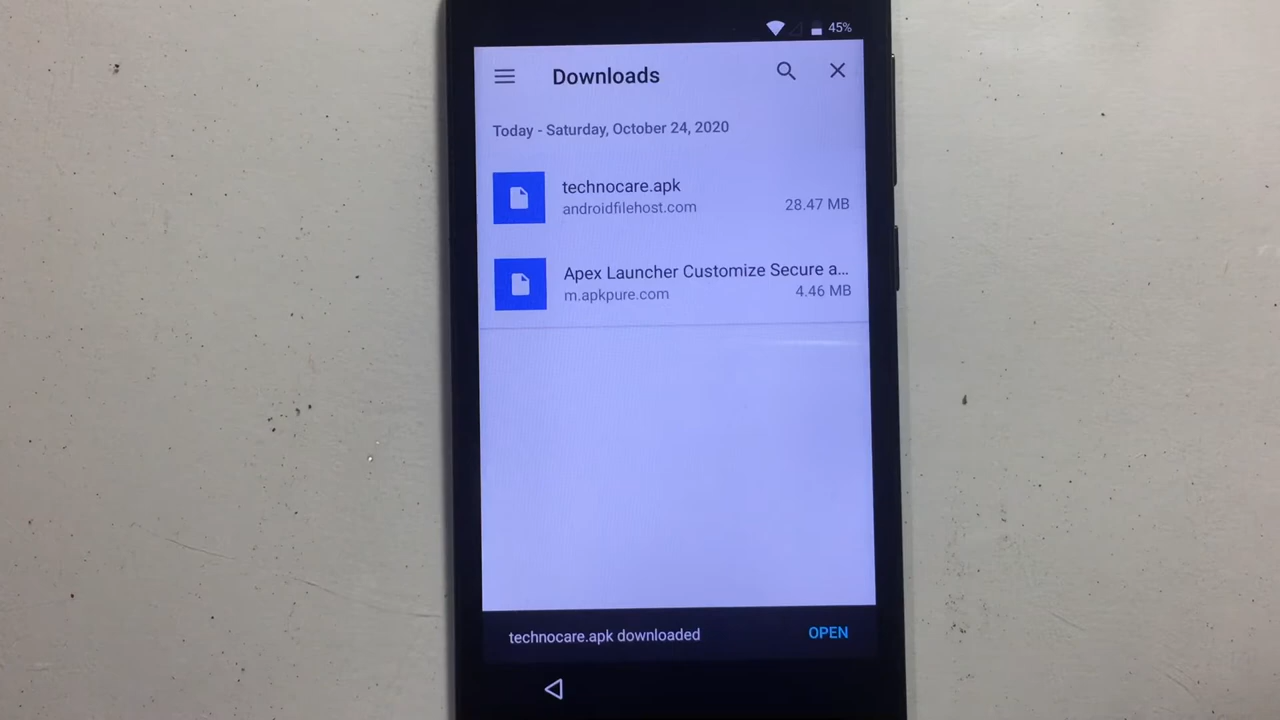 45%
Downloads
Today - Saturday, October 24, 2020
technocare.apk
androidfilehost.com 28.47 MB
Apex Launcher Customize Secure a...
m.apkpure.com 4.46 MB
technocare.apk downloaded OPEN